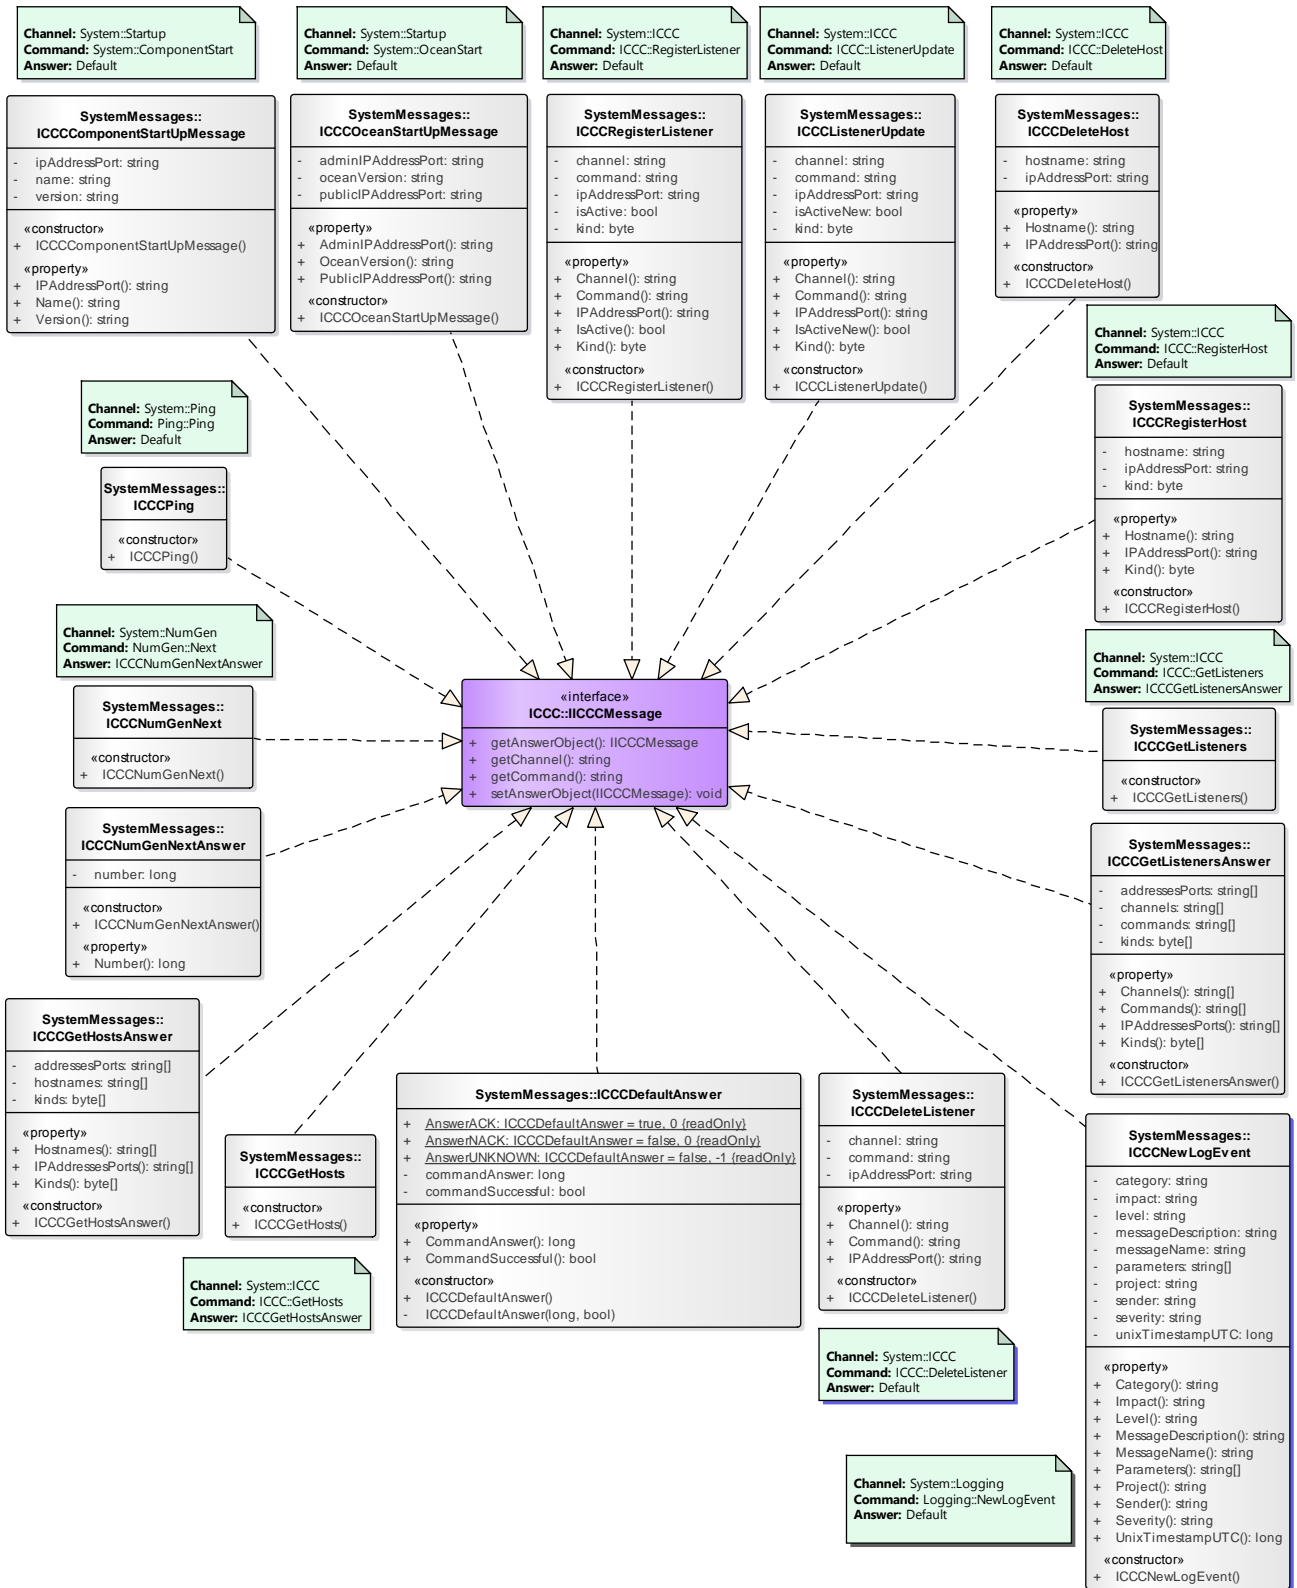 Channel: System::Startup
Command: System::ComponentStart
Answer: Default
Channel: System::Startup
Command: System::OceanStart
Answer: Default
Channel: System::ICCC
Command: ICCC::RegisterListener
Answer: Default
Channel: System::ICCC
Command: ICCC::ListenerUpdate
Answer: Default
Channel: System::ICCC
Command: ICCC::DeleteHost
Answer: Default
SystemMessages::
ICCCComponentStartUpMessage
- ipAddressPort: string
- name: string
- version: string
«constructor»
+ ICCCComponentStartUpMessage()
«property»
+ IPAddressPort(): string
+ Name(): string
+ Version(): string
SystemMessages::
ICCCOceanStartUpMessage
- adminIPAddressPort: string
- oceanVersion: string
- publicIPAddressPort: string
«property»
+ AdminIPAddressPort(): string
+ OceanVersion(): string
+ PublicIPAddressPort(): string
«constructor»
+ ICCCOceanStartUpMessage()
SystemMessages::
ICCCRegisterListener
- channel: string
- command: string
- ipAddressPort: string
- isActive: bool
- kind: byte
«property»
+ Channel(): string
+ Command(): string
+ IPAddressPort(): string
+ IsActive(): bool
+ Kind(): byte
«constructor»
+ ICCCRegisterListener()
SystemMessages::
ICCCListenerUpdate
- channel: string
- command: string
- ipAddressPort: string
- isActiveNew: bool
- kind: byte
«property»
+ Channel(): string
+ Command(): string
+ IPAddressPort(): string
+ IsActiveNew(): bool
+ Kind(): byte
«constructor»
+ ICCCListenerUpdate()
SystemMessages::
ICCCDeleteHost
- hostname: string
- ipAddressPort: string
«property»
+ Hostname(): string
+ IPAddressPort(): string
«constructor»
+ ICCCDeleteHost()
Channel: System::ICCC
Command: ICCC::RegisterHost
Answer: Default
SystemMessages::
ICCCRegisterHost
- hostname: string
- ipAddressPort: string
- kind: byte
«property»
+ Hostname(): string
+ IPAddressPort(): string
+ Kind(): byte
«constructor»
+ ICCCRegisterHost()
Channel: System::Ping
Command: Ping::Ping
Answer: Deafult
SystemMessages::
ICCCPing
«constructor»
+ ICCCPing()
Channel: System::NumGen
Command: NumGen::Next
Answer: ICCCNumGenNextAnswer
SystemMessages::
ICCCNumGenNext
«constructor»
+ ICCCNumGenNext()
«interface»
ICCC::IICCCMessage
+ getAnswerObject(): IICCCMessage
+ getChannel(): string
+ getCommand(): string
+ setAnswerObject(IICCCMessage): void
Channel: System::ICCC
Command: ICCC::GetListeners
Answer: ICCCGetListenersAnswer
SystemMessages::
ICCCGetListeners
«constructor»
+ ICCCGetListeners()
SystemMessages::
ICCCNumGenNextAnswer
- number: long
«constructor»
+ ICCCNumGenNextAnswer()
«property»
+ Number(): long
SystemMessages::
ICCCGetListenersAnswer
- addressesPorts: string[]
- channels: string[]
- commands: string[]
- kinds: byte[]
«property»
+ Channels(): string[]
+ Commands(): string[]
+ IPAddressesPorts(): string[]
+ Kinds(): byte[]
«constructor»
+ ICCCGetListenersAnswer()
SystemMessages::
ICCCGetHostsAnswer
- addressesPorts: string[]
- hostnames: string[]
- kinds: byte[]
«property»
+ Hostnames(): string[]
+ IPAddressesPorts(): string[]
+ Kinds(): byte[]
«constructor»
+ ICCCGetHostsAnswer()
SystemMessages::
ICCCGetHosts
«constructor»
+ ICCCGetHosts()
Channel: System::ICCC
Command: ICCC::GetHosts
Answer: ICCCGetHostsAnswer
SystemMessages::ICCCDefaultAnswer
+ AnswerACK: ICCCDefaultAnswer = true, 0 {readOnly}
+ AnswerNACK: ICCCDefaultAnswer = false, 0 {readOnly}
+ AnswerUNKNOWN: ICCCDefaultAnswer = false, -1 {readOnly}
- commandAnswer: long
- commandSuccessful: bool
«property»
+ CommandAnswer(): long
+ CommandSuccessful(): bool
«constructor»
+ ICCCDefaultAnswer()
- ICCCDefaultAnswer(long, bool)
SystemMessages::
ICCCDeleteListener
- channel: string
- command: string
- ipAddressPort: string
«property»
+ Channel(): string
+ Command(): string
+ IPAddressPort(): string
«constructor»
+ ICCCDeleteListener()
Channel: System::ICCC
Command: ICCC::DeleteListener
Answer: Default
SystemMessages::
ICCCNewLogEvent
- category: string
- impact: string
- level: string
- messageDescription: string
- messageName: string
- parameters: string[]
- project: string
- sender: string
- severity: string
- unixTimestampUTC: long
«property»
+ Category(): string
+ Impact(): string
+ Level(): string
+ MessageDescription(): string
+ MessageName(): string
+ Parameters(): string[]
+ Project(): string
+ Sender(): string
+ Severity(): string
+ UnixTimestampUTC(): long
«constructor»
+ ICCCNewLogEvent()
Channel: System::Logging
Command: Logging::NewLogEvent
Answer: Default